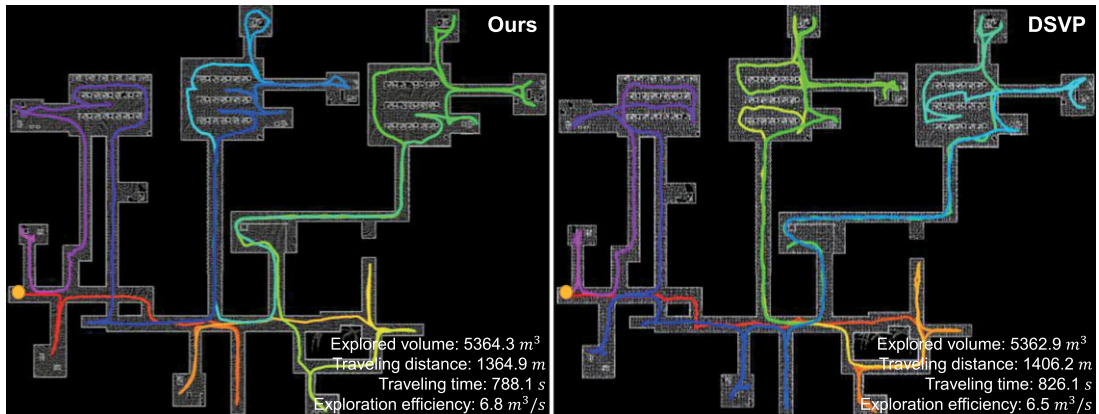 Ours
Explored volume: 5364.3 m³
Traveling distance: 1364.9 m
Traveling time: 788.1 s
Exploration efficiency: 6.8 m³/s
DSVP
Explored volume: 5362.9 m³
Traveling distance: 1406.2 m
Traveling time: 826.1 s
Exploration efficiency: 6.5 m³/s